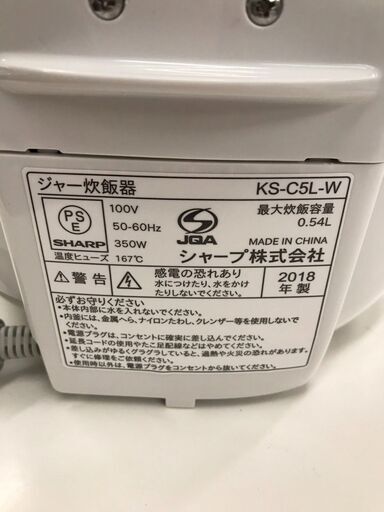 ジャー炊飯器 KS-C5L-W
PS
E
SHARP
100V
50-60Hz
350W
温度ヒューズ 167℃
JQA
最大炊飯容量
0.54L
MADE IN CHINA
シャープ株式会社
⚠警告
感電の恐れあり
水につけたり、水をかけ
たりしないでください。
2018
年製
必ずお守りください
・本体内部に水を入れないでください。
・内釜には、金属へら、ナイロンたわし、クレンザー等を使用しない
でください。
・電源プラグは、コンセントに確実に差し込んでください。
・延長コードの使用やたこ足配線などはやめてください。
・差し込みがゆるくグラグラしていると、過熱や火災の恐れがあります。
すぐに修理をご依頼ください。
・使用時以外は、電源プラグをコンセントから抜いてください。